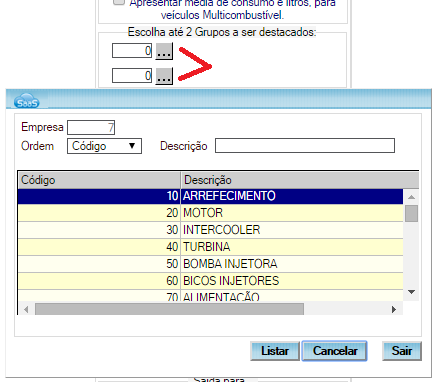 Apresentar média de consumo e litros, para
veículos Multicombustível.
Escolha até 2 Grupos a ser destacados:
0 ...
0 ...
SaaS
Empresa 7
Ordem Código Descrição
Código Descrição
10 ARREFECIMENTO
20 MOTOR
30 INTERCOOLER
40 TURBINA
50 BOMBA INJETORA
60 BICOS INJETORES
70 ALIMENTAÇÃO
Listar Cancelar Sair
Saída para